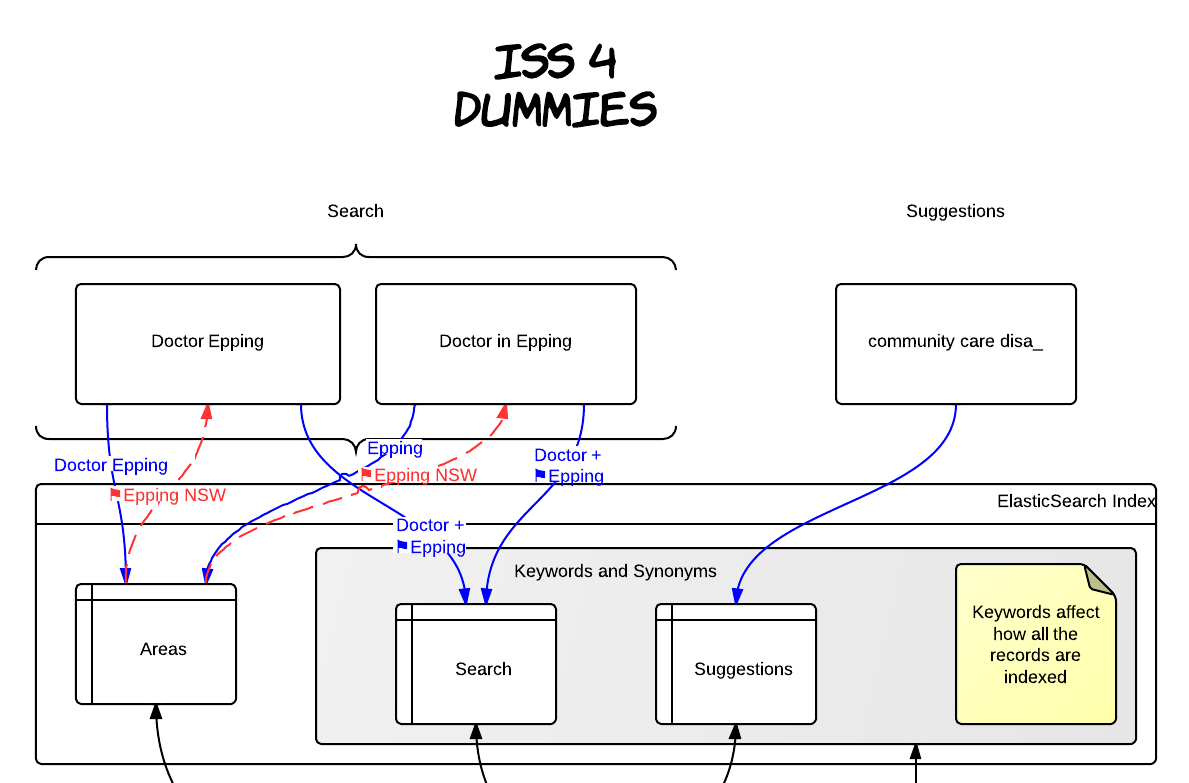 ISS 4
DUMMIES
Search
Suggestions
Doctor Epping
Doctor in Epping
community care disa_
Epping
Doctor +
⚑Epping
Doctor Epping
⚑Epping NSW
⚑Epping NSW
ElasticSearch Index
Doctor +
⚑Epping
Keywords and Synonyms
Keywords affect
how all the
records are
indexed
Areas
Search
Suggestions